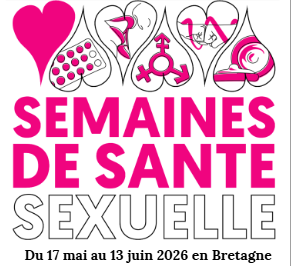 SEMAINES
DE SANTE
SEXUELLE
Du 17 mai au 13 juin 2026 en Bretagne